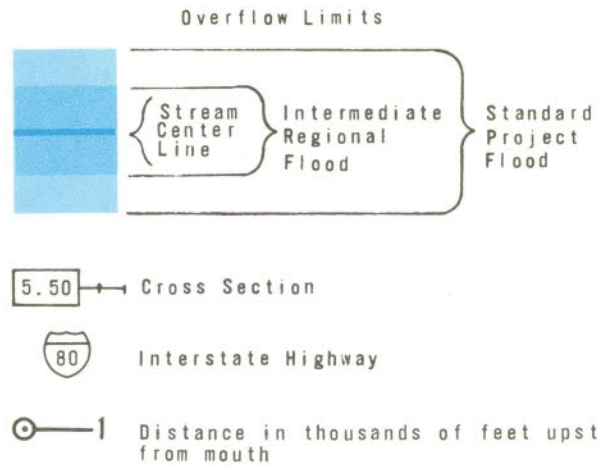 Overflow Limits
Stream
Center
Line
Intermediate
Regional
Flood
Standard
Project
Flood
5.50 Cross Section
80 Interstate Highway
1 Distance in thousands of feet upst
from mouth